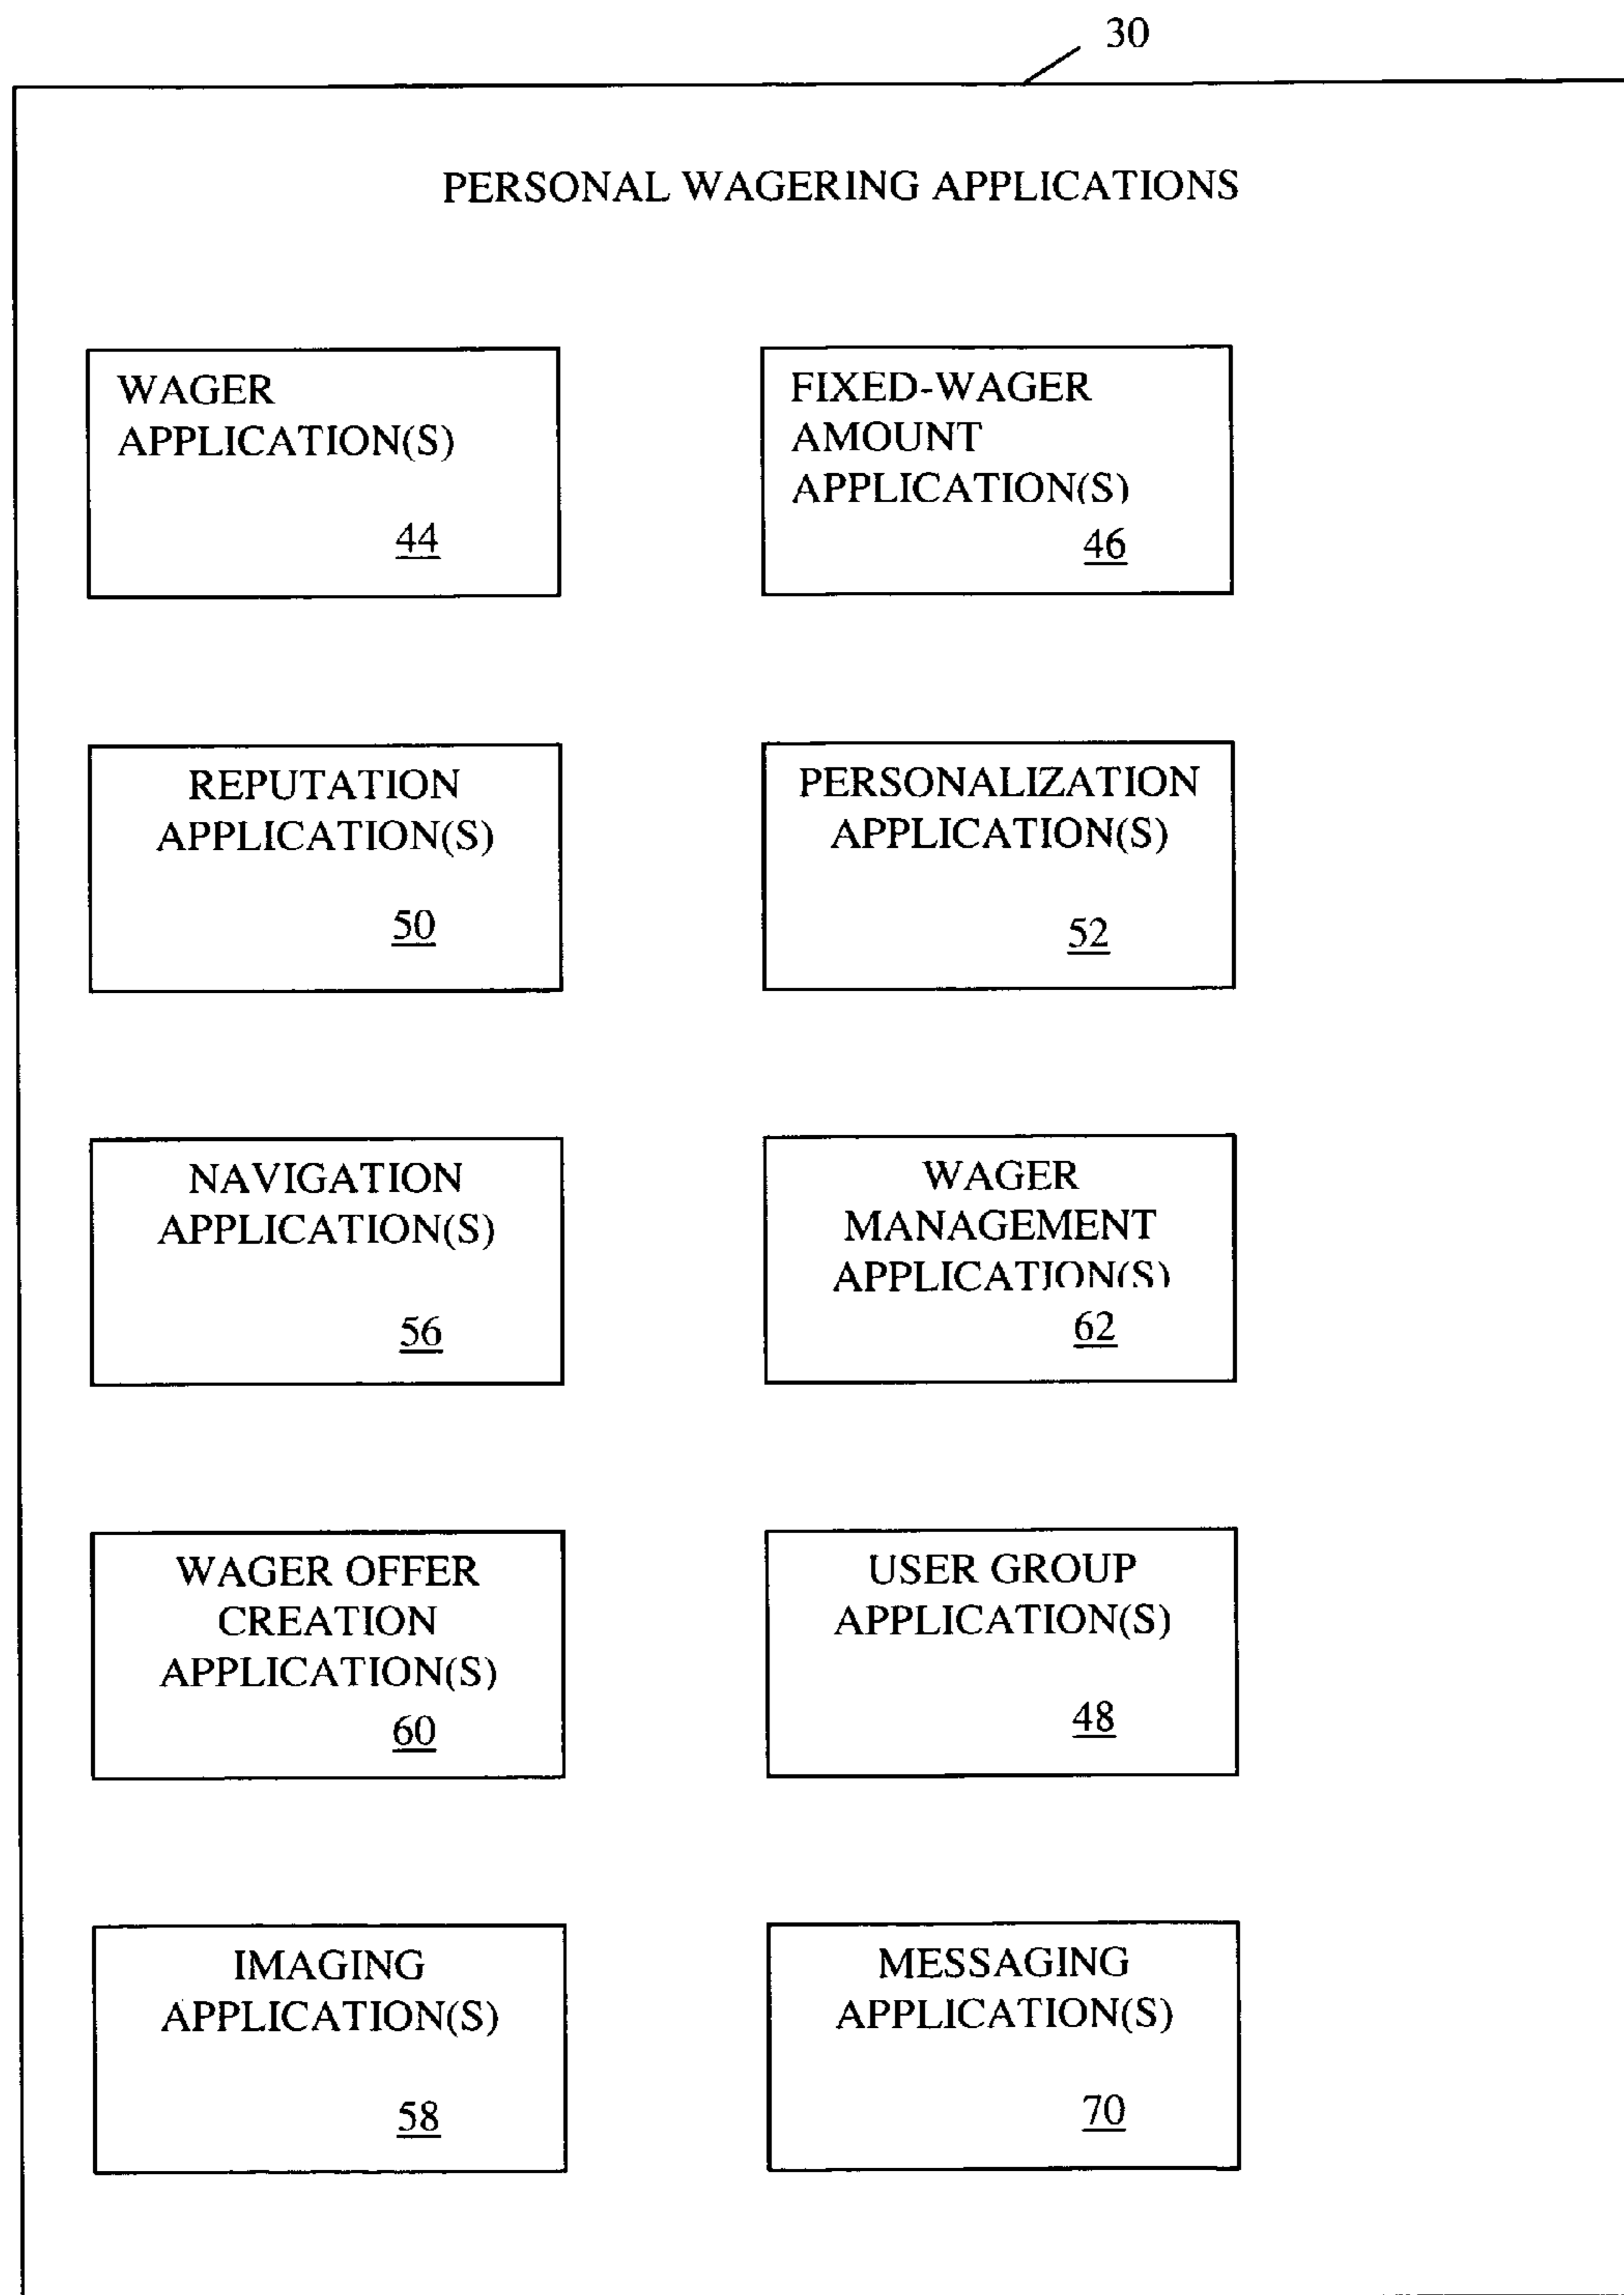 30
PERSONAL WAGERING APPLICATIONS
WAGER
APPLICATION(S)
44
FIXED-WAGER
AMOUNT
APPLICATION(S)
46
REPUTATION
APPLICATION(S)
50
PERSONALIZATION
APPLICATION(S)
52
NAVIGATION
APPLICATION(S)
56
WAGER
MANAGEMENT
APPLICATION(S)
62
WAGER OFFER
CREATION
APPLICATION(S)
60
USER GROUP
APPLICATION(S)
48
IMAGING
APPLICATION(S)
58
MESSAGING
APPLICATION(S)
70